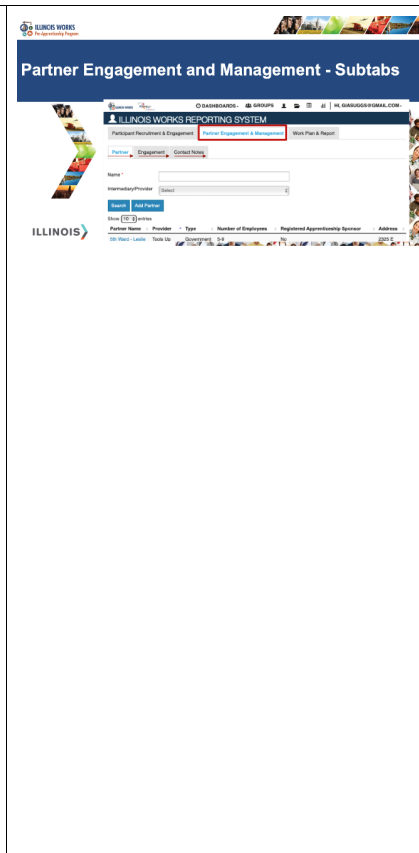 ILLINOIS WORKS
Pre-Apprenticeship Program
Partner Engagement and Management - Subtabs
ILLINOIS WORKS
DASHBOARDS
GROUPS
HI, GIASUGGS@GMAIL.COM
ILLINOIS WORKS REPORTING SYSTEM
Participant Recruitment & Engagement Partner Engagement & Management Work Plan & Report
Partner Engagement Contact Notes
Name *
Intermediary/Provider Select
Search Add Partner
Show 10 entries
Partner Name Provider Type Number of Employees Registered Apprenticeship Sponsor Address
5th Ward - Leslie Tools Up Government 5-9 No 2325 E
ILLINOIS